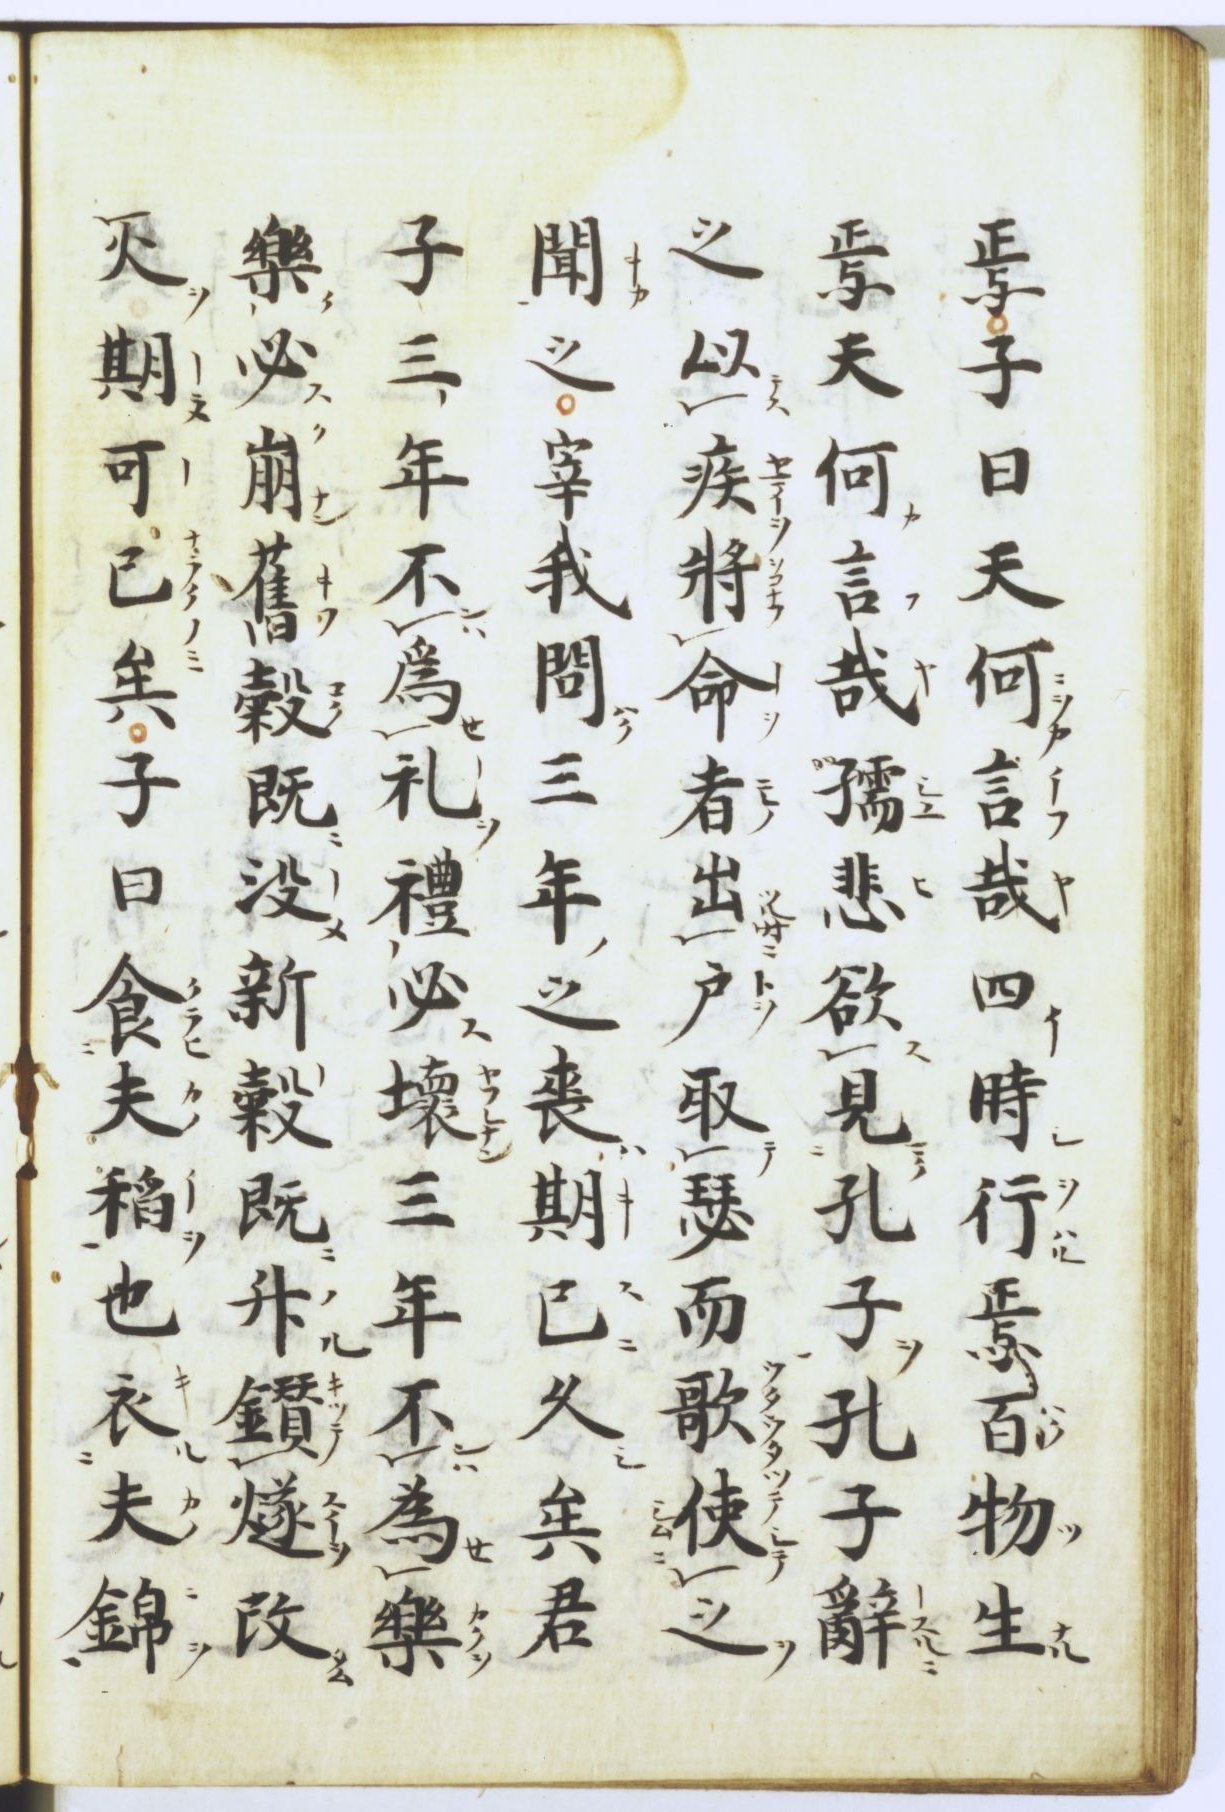 焉子曰天何言哉四時行焉百物生
焉天何言哉孺悲欲見孔子孔子辭
之以疾將命者出戶取瑟而歌使之
聞之宰我問三年之喪期已久矣君
子三年不爲礼禮必壞三年不為樂
樂必崩舊穀既没新穀既升鑚燧改
火期可已矣子曰食夫稻也衣夫錦